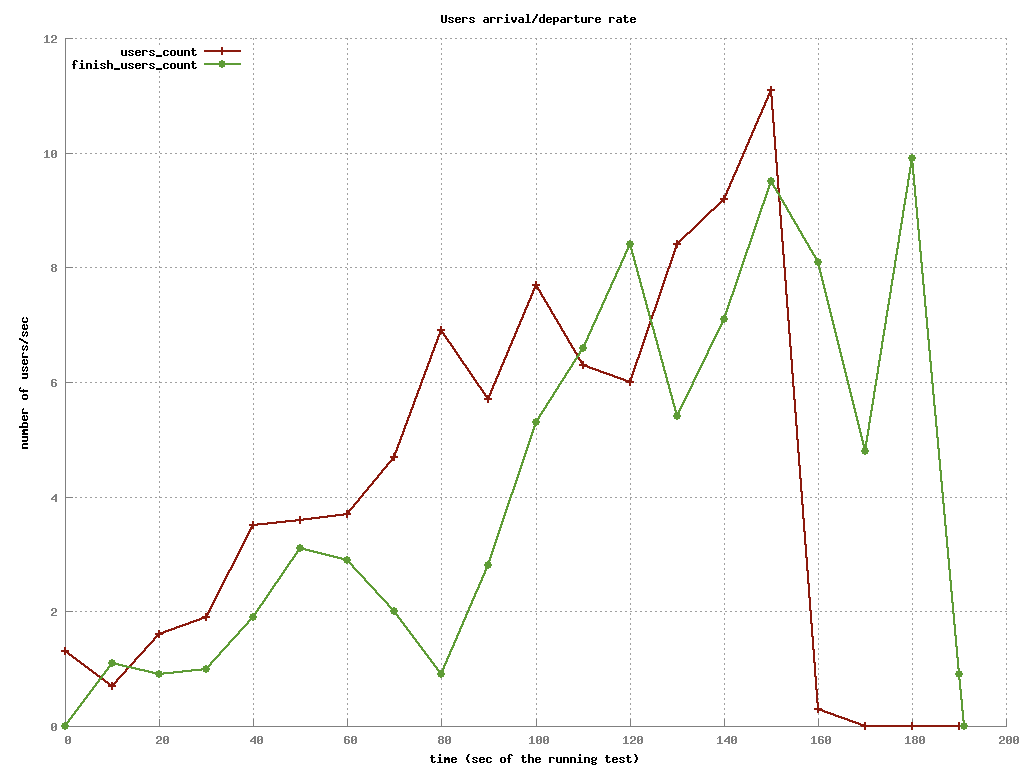 Users arrival/departure rate
users_count
finish_users_count
12
10
8
6
4
2
0
number of users/sec
0 20 40 60 80 100 120 140 160 180 200
time (sec of the running test)